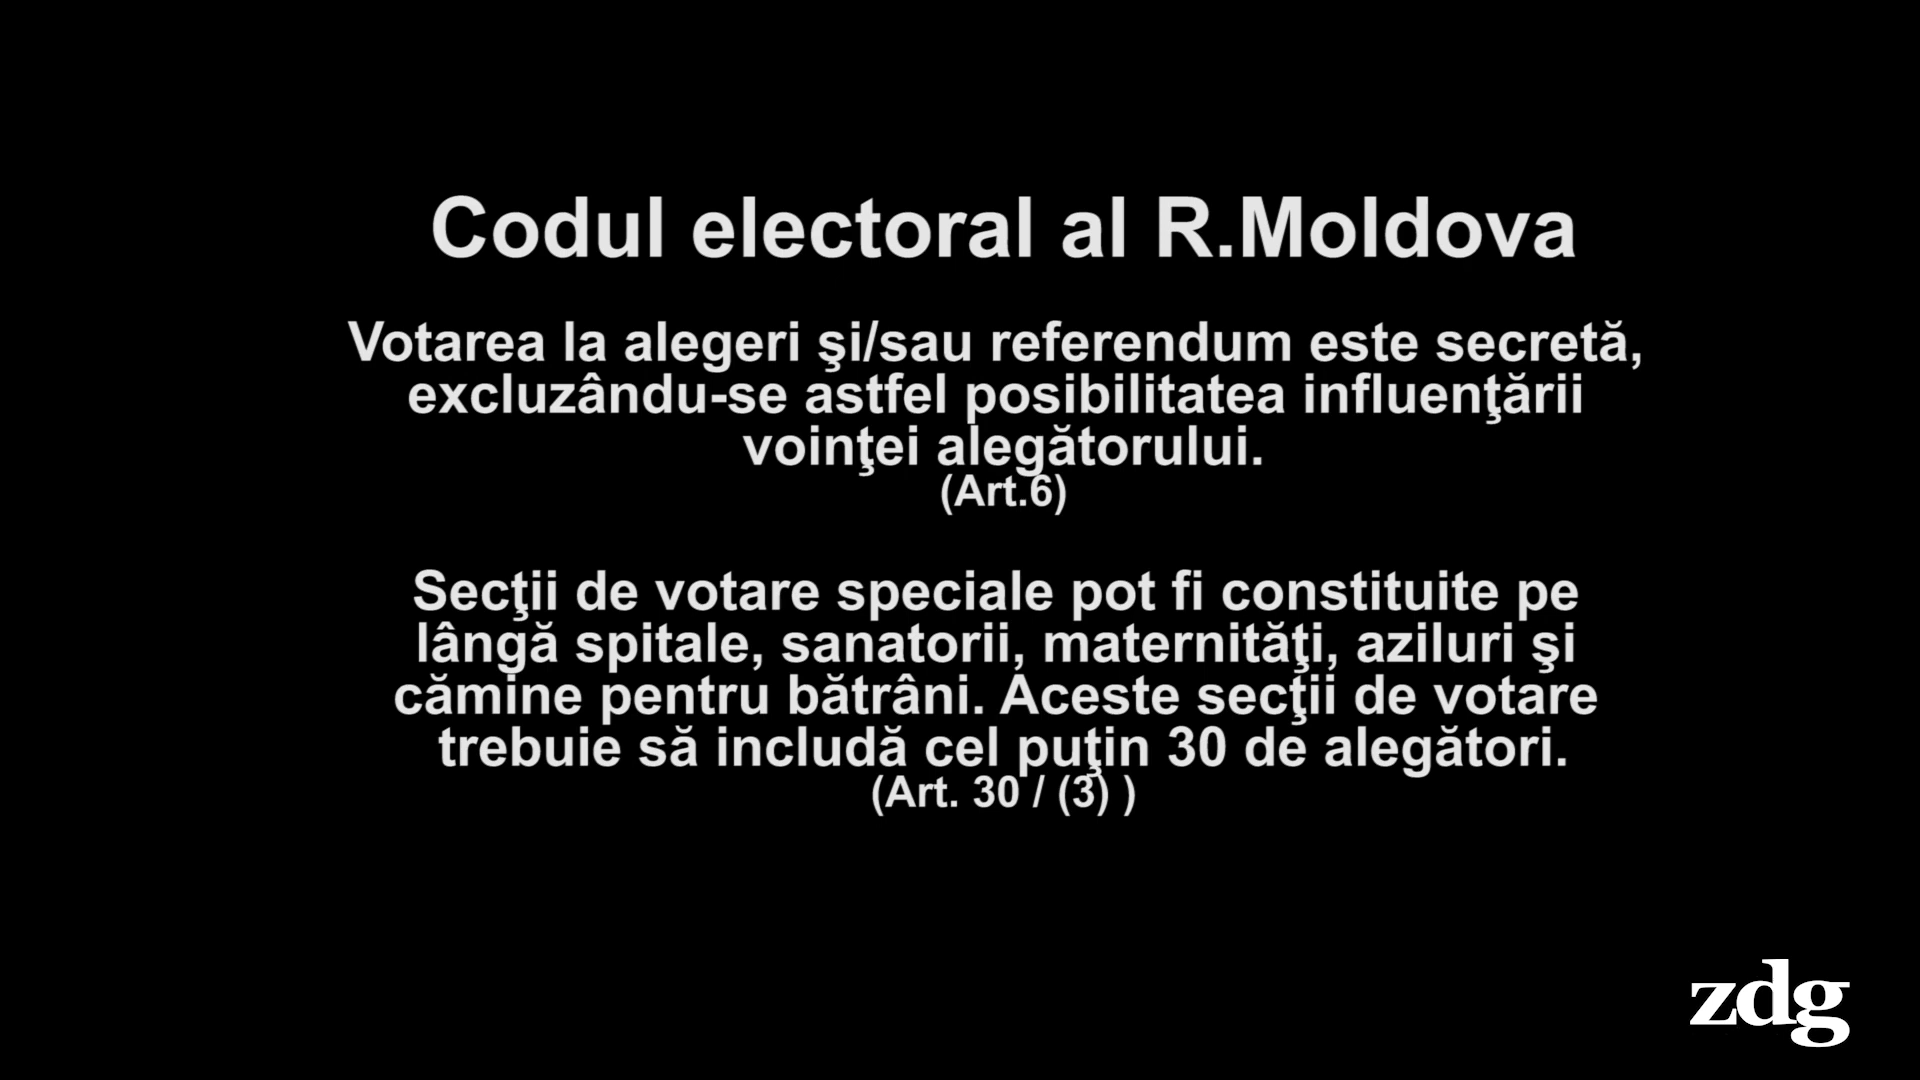 Codul electoral al R.Moldova
Votarea la alegeri şi/sau referendum este secretă,
excluzându-se astfel posibilitatea influenţării
voinţei alegătorului.
(Art.6)
Secţii de votare speciale pot fi constituite pe
lângă spitale, sanatorii, maternităţi, aziluri şi
cămine pentru bătrâni. Aceste secţii de votare
trebuie să includă cel puţin 30 de alegători.
(Art. 30 / (3) )
zdg